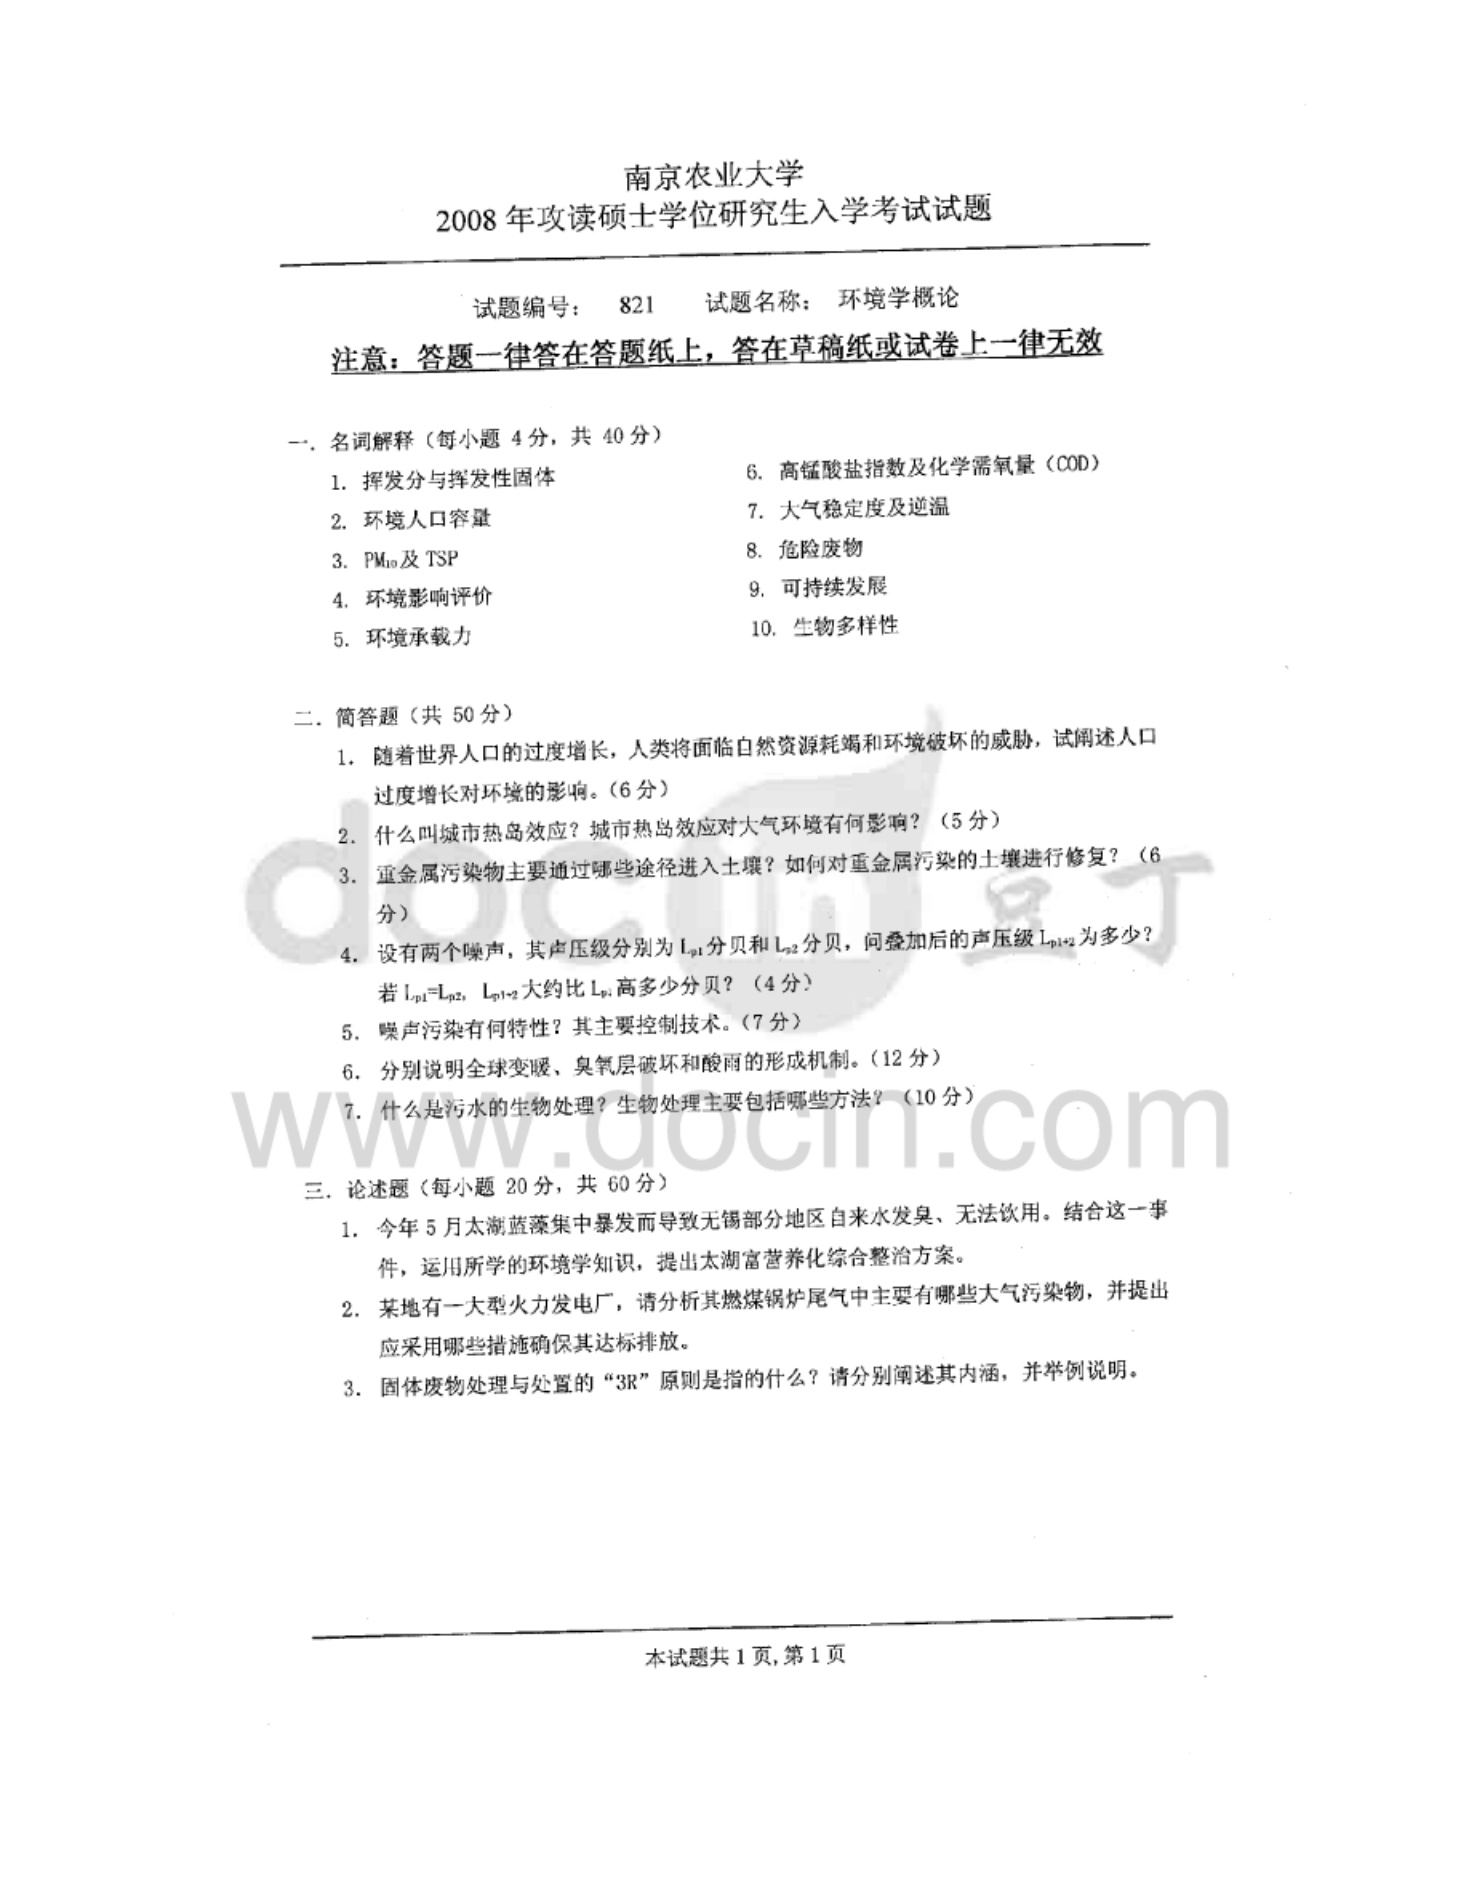 南京农业大学
2008 年攻读硕士学位研究生入学考试试题
试题编号： 821 试题名称： 环境学概论
注意：答题一律答在答题纸上，答在草稿纸或试卷上一律无效
一．名词解释（每小题 4分，共 40分）
1. 挥发分与挥发性固体
2. 环境人口容量
3. PM₁₀及 TSP
4. 环境影响评价
5. 环境承载力
6. 高锰酸盐指数及化学需氧量（COD）
7. 大气稳定度及逆温
8. 危险废物
9. 可持续发展
10. 生物多样性
二．简答题（共 50分）
1. 随着世界人口的过度增长，人类将面临自然资源耗竭和环境破坏的威胁，试阐述人口
过度增长对环境的影响。（6分）
2. 什么叫城市热岛效应？城市热岛效应对大气环境有何影响？（5分）
3. 重金属污染物主要通过哪些途径进入土壤？如何对重金属污染的土壤进行修复？（6
分）
4. 设有两个噪声，其声压级分别为 Lp1分贝和 Lp2分贝，问叠加后的声压级 Lp1+2为多少？
若 Lp1=Lp2， Lp1+2大约比 Lp1高多少分贝？（4分）
5. 噪声污染有何特性？其主要控制技术。（7分）
6. 分别说明全球变暖、臭氧层破坏和酸雨的形成机制。（12分）
7. 什么是污水的生物处理？生物处理主要包括哪些方法？（10分）
三．论述题（每小题 20分，共 60分）
1. 今年 5月太湖蓝藻集中暴发而导致无锡部分地区自来水发臭、无法饮用。结合这一事
件，运用所学的环境学知识，提出太湖富营养化综合整治方案。
2. 某地有一大型火力发电厂，请分析其燃煤锅炉尾气中主要有哪些大气污染物，并提出
应采用哪些措施确保其达标排放。
3. 固体废物处理与处置的“3R”原则是指的什么？请分别阐述其内涵，并举例说明。
本试题共 1 页，第 1 页
docin 豆丁
www.docin.com